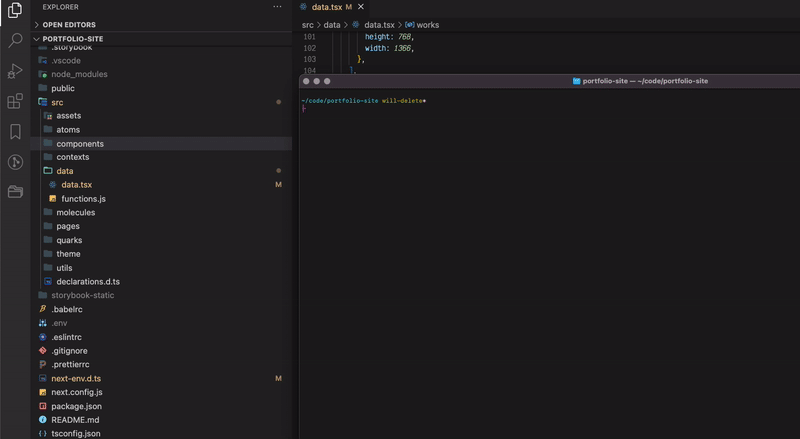 EXPLORER
···
OPEN EDITORS
PORTFOLIO-SITE
.storybook
.vscode
node_modules
public
src
assets
atoms
components
contexts
data
data.tsx M
functions.js
molecules
pages
quarks
theme
utils
declarations.d.ts
storybook-static
.babelrc
.env
.eslintrc
.gitignore
.prettierrc
next-env.d.ts M
next.config.js
package.json
README.md
tsconfig.json
data.tsx M
src > data > data.tsx > works
101 height: 768,
102 width: 1366,
103 },
104 ],
portfolio-site — ~/code/portfolio-site
~/code/portfolio-site will-delete*